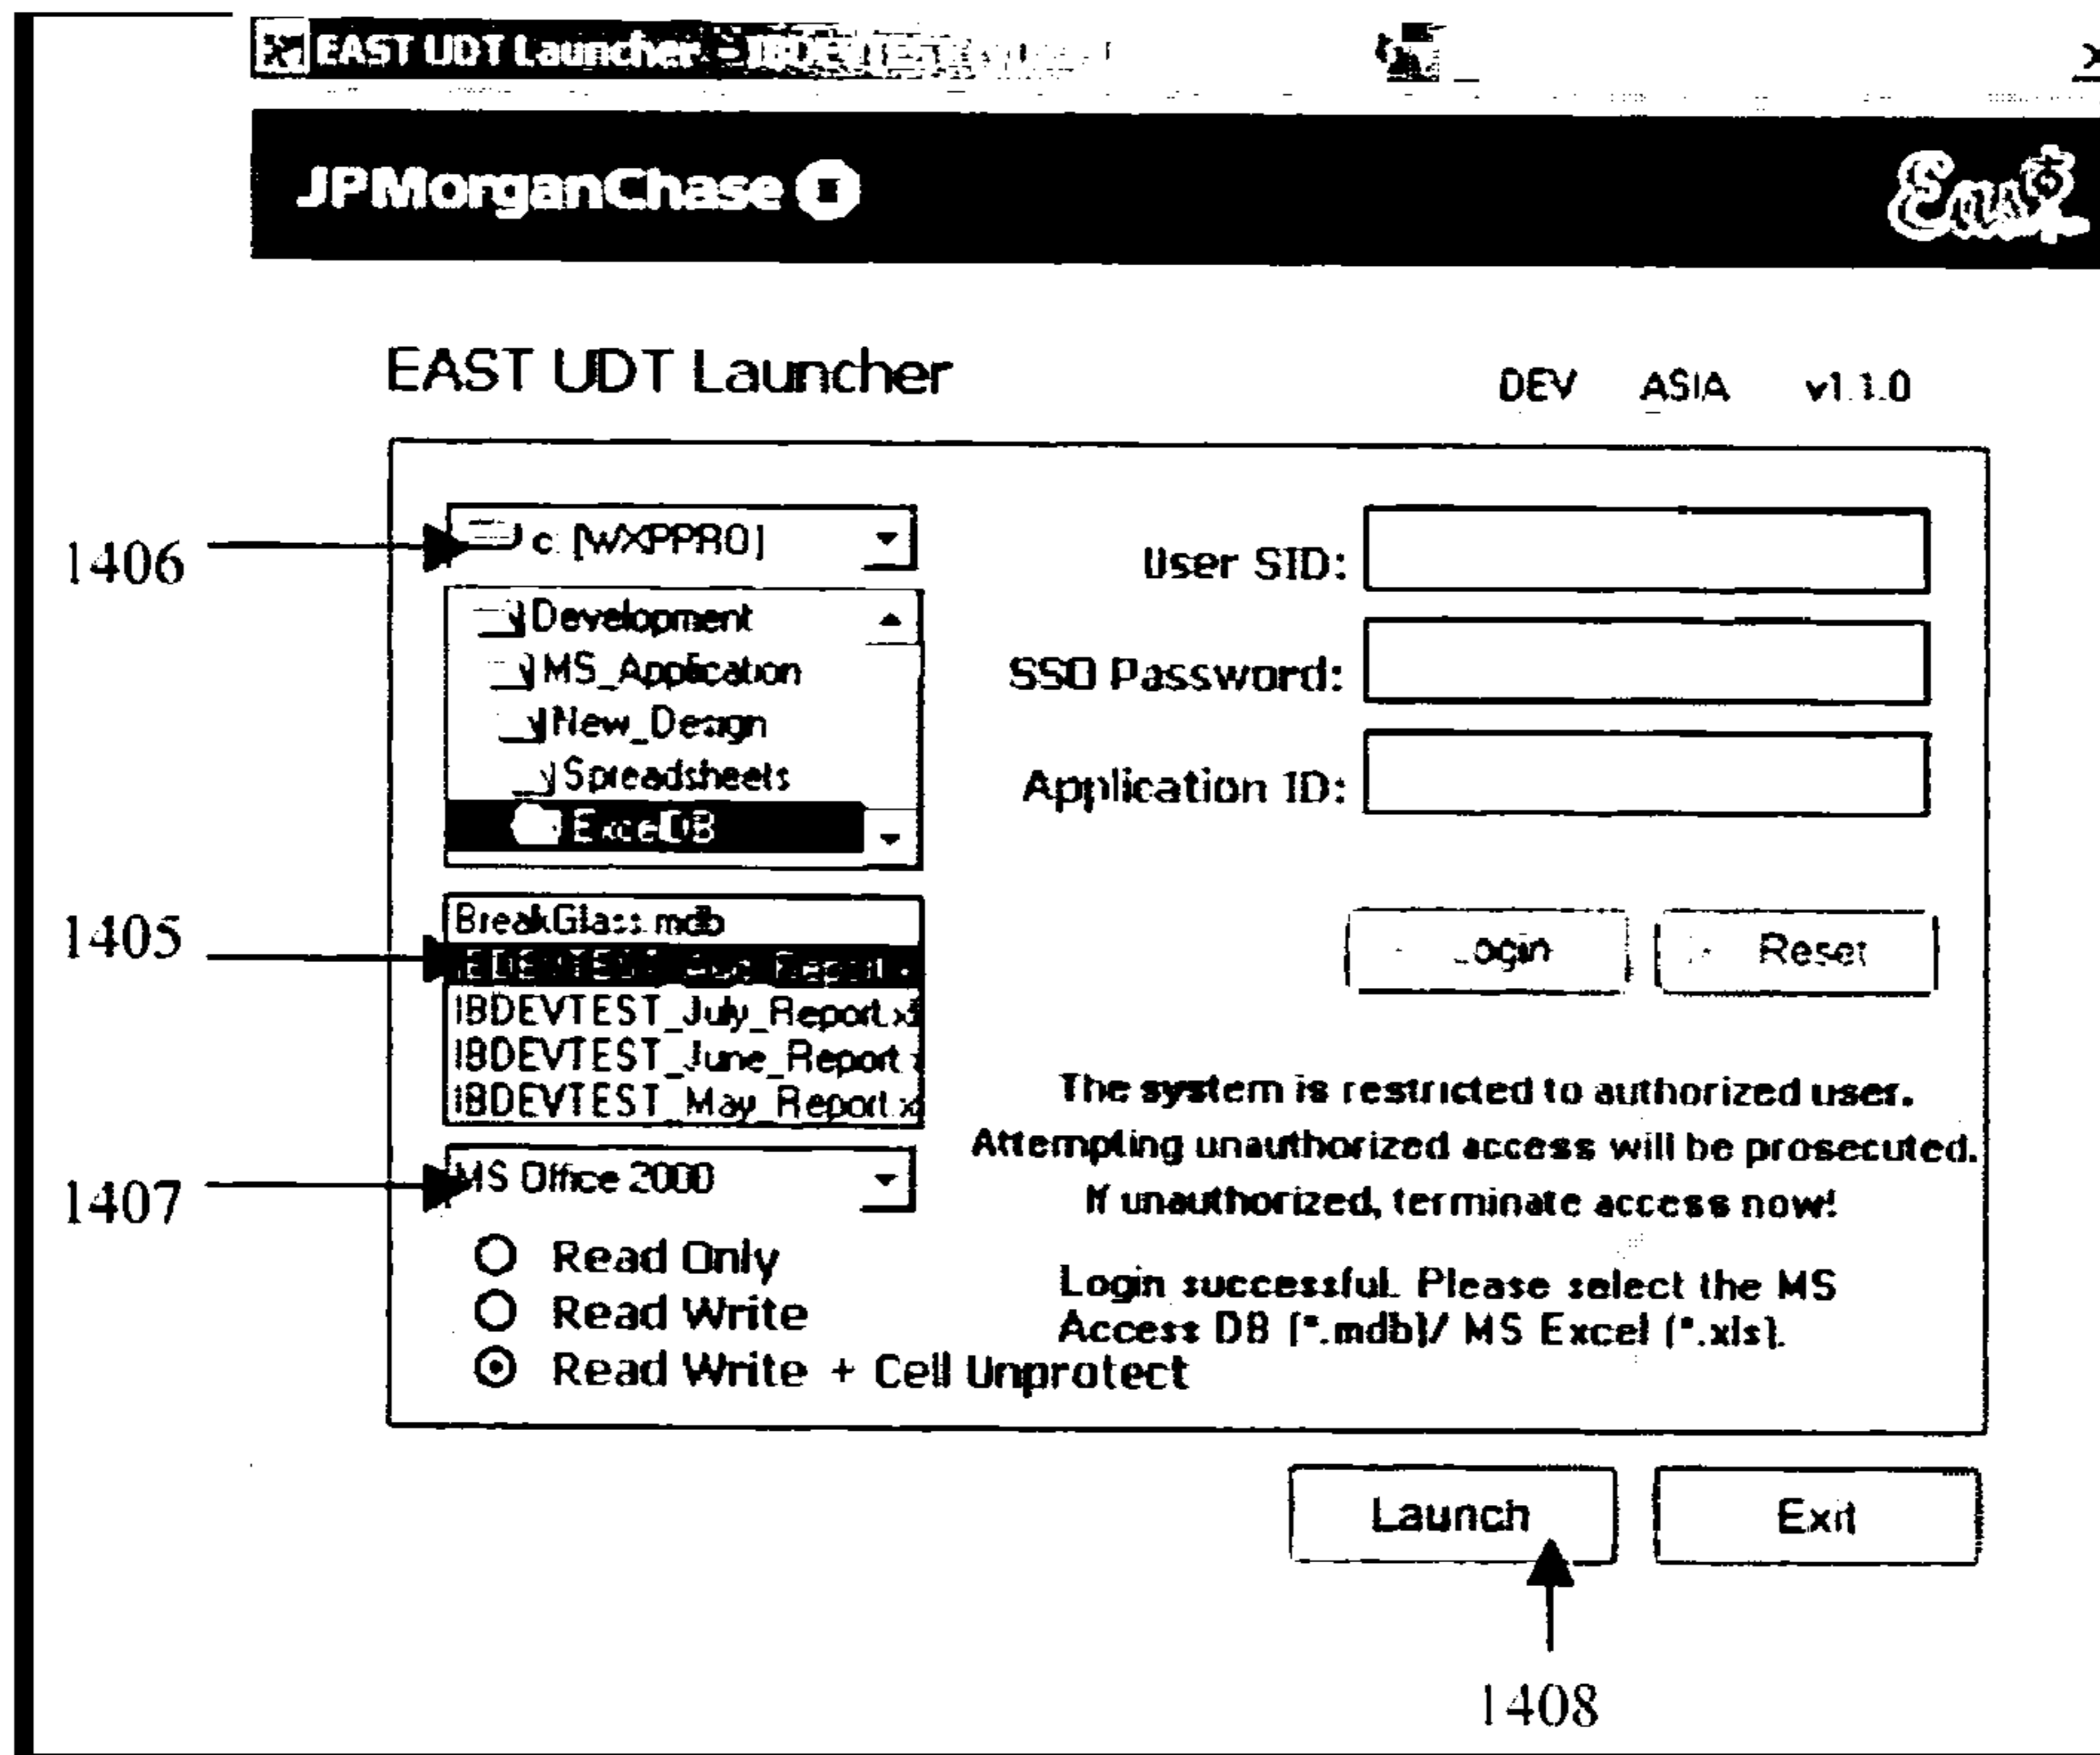 EAST UDT Launcher
JPMorganChase
East
EAST UDT Launcher
DEV ASIA v1.1.0
1406
c: [WXPPRO]
Development
MS_Application
New_Design
Spreadsheets
ExcelDB
User SID:
SSO Password:
Application ID:
Login Reset
1405
BreakGlass.mdb
IBDEVTEST_July_Report.xl
IBDEVTEST_June_Report.
IBDEVTEST_May_Report.xl
1407
MS Office 2000
Read Only
Read Write
Read Write + Cell Unprotect
The system is restricted to authorized user.
Attempting unauthorized access will be prosecuted.
If unauthorized, terminate access now!
Login successful. Please select the MS
Access DB (*.mdb)/ MS Excel (*.xls).
Launch Exit
1408